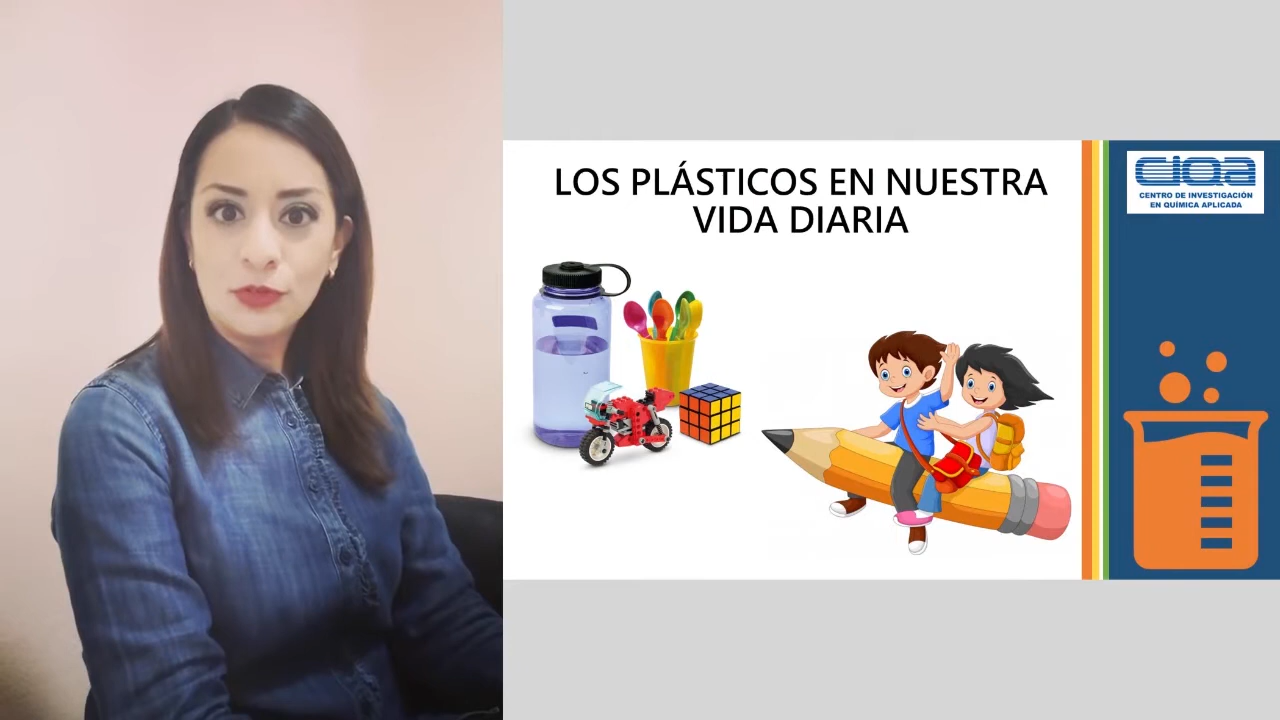 LOS PLÁSTICOS EN NUESTRA
VIDA DIARIA
CIQA
CENTRO DE INVESTIGACIÓN
EN QUÍMICA APLICADA